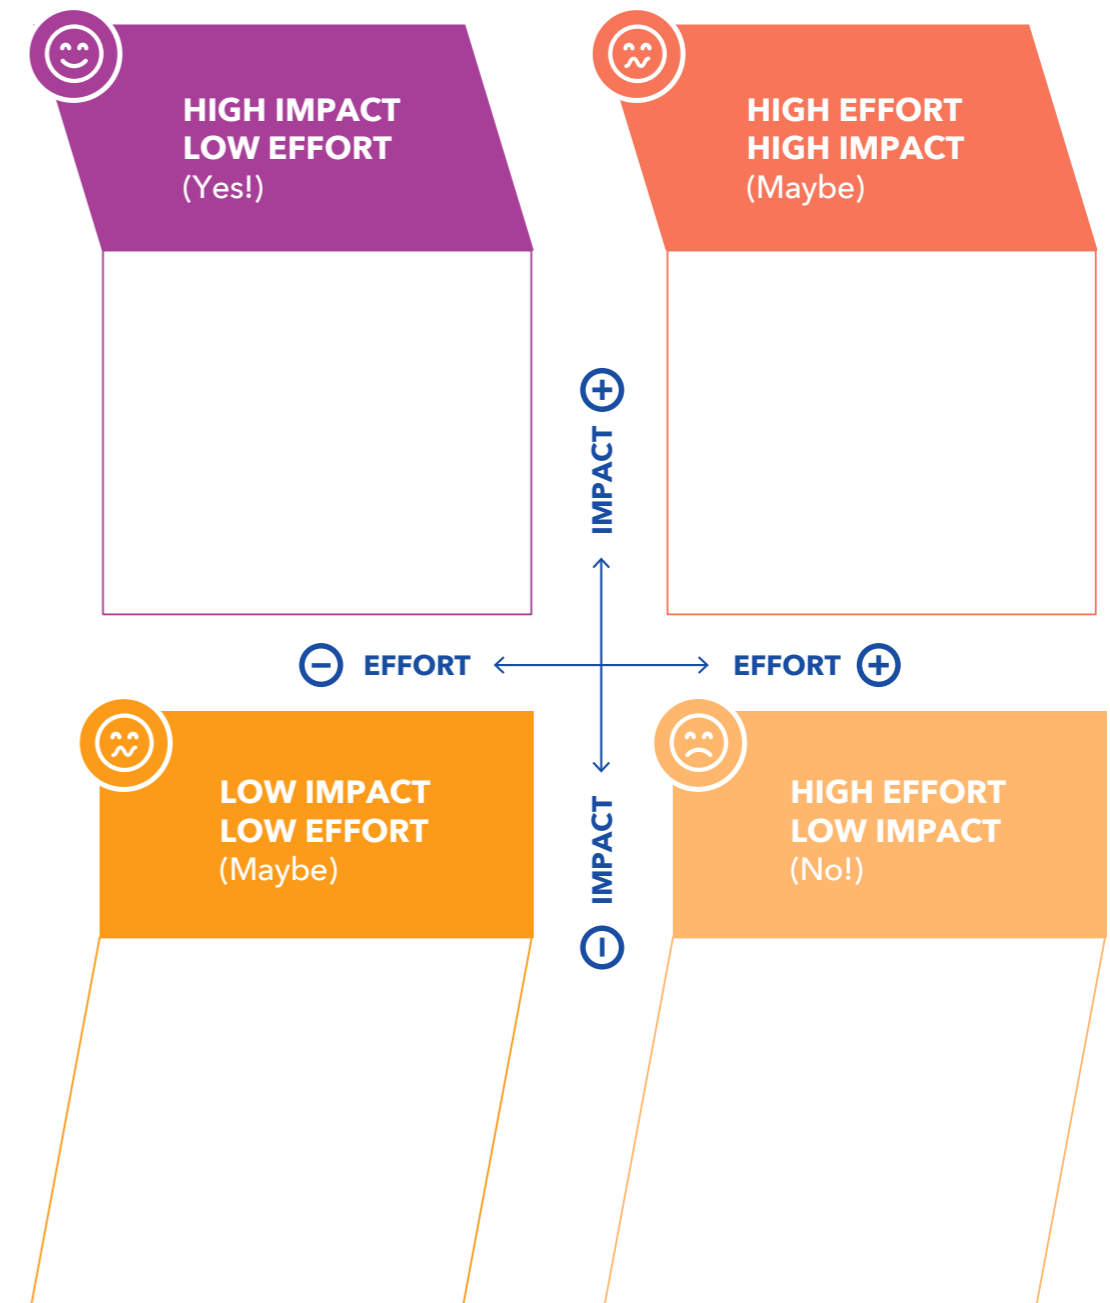 HIGH IMPACT
LOW EFFORT
(Yes!)
HIGH EFFORT
HIGH IMPACT
(Maybe)
IMPACT
EFFORT
EFFORT
LOW IMPACT
LOW EFFORT
(Maybe)
IMPACT
HIGH EFFORT
LOW IMPACT
(No!)